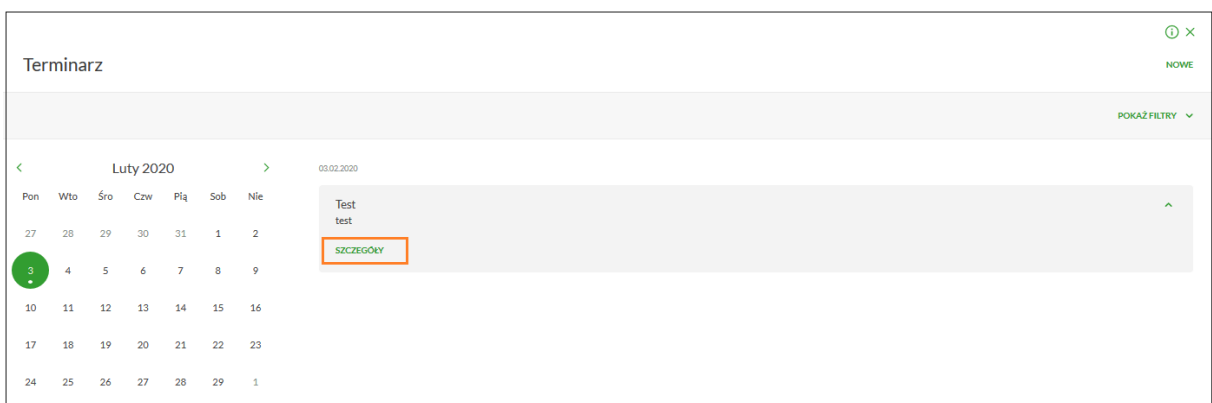 Terminarz
NOWE
POKAŻ FILTRY
Luty 2020
Pon Wto Śro Czw Pią Sob Nie
27 28 29 30 31 1 2
3 4 5 6 7 8 9
10 11 12 13 14 15 16
17 18 19 20 21 22 23
24 25 26 27 28 29 1
03.02.2020
Test
test
SZCZEGÓŁY